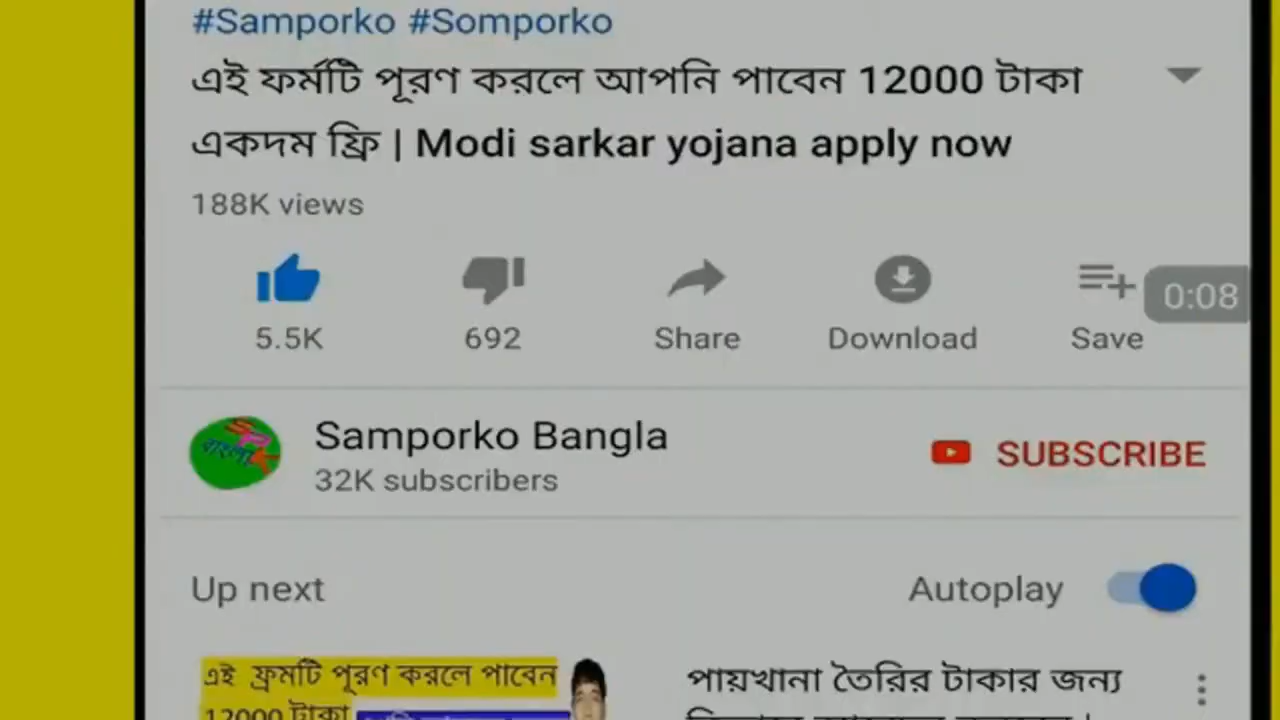 #Samporko #Somporko
এই ফর্মটি পূরণ করলে আপনি পাবেন 12000 টাকা
একদম ফ্রি | Modi sarkar yojana apply now
188K views
5.5K 692 Share Download Save
0:08
Samporko Bangla
32K subscribers
SUBSCRIBE
Up next Autoplay
এই ফ্রমটি পূরণ করলে পাবেন
12000 টাকা
পায়খানা তৈরির টাকার জন্য